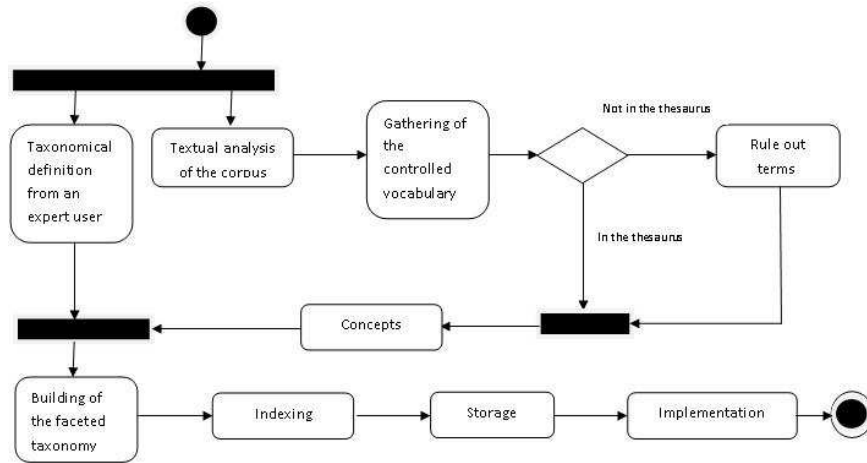 Taxonomical
definition
from an
expert user
Textual analysis
of the corpus
Gathering of
the
controlled
vocabulary
Not in the thesaurus
Rule out
terms
In the thesaurus
Concepts
Building of
the faceted
taxonomy
Indexing
Storage
Implementation